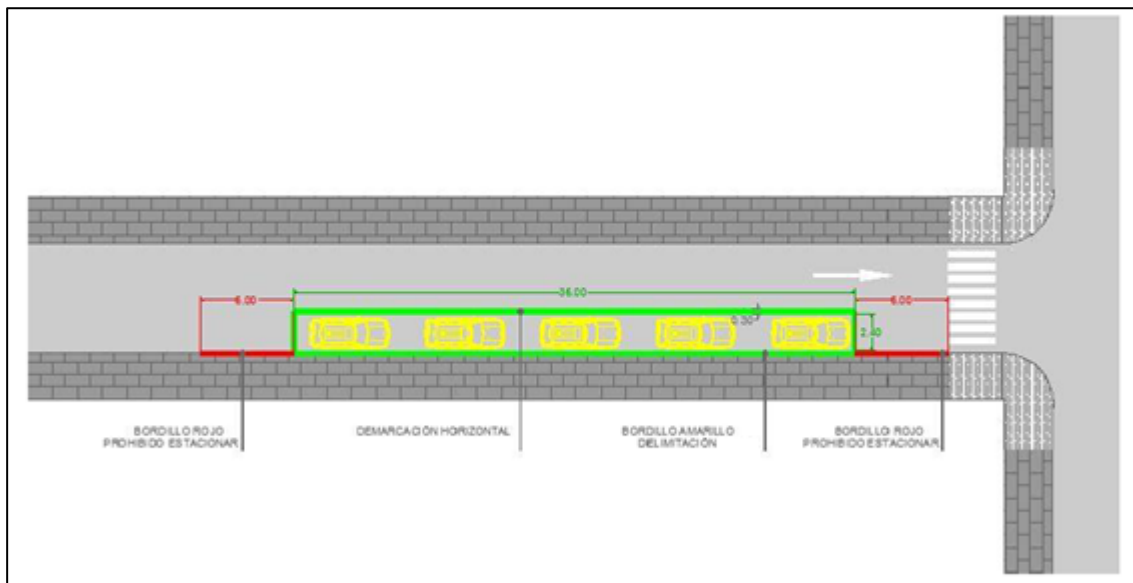 6.00
36.00
6.00
0.30
2.40
BORDILLO ROJO
PROHIBIDO ESTACIONAR
DEMARCACIÓN HORIZONTAL
BORDILLO AMARILLO
DELIMITACIÓN
BORDILLO ROJO
PROHIBIDO ESTACIONAR